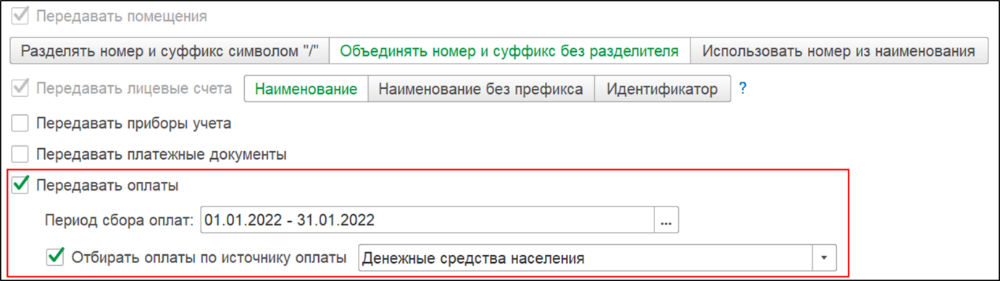 Передавать помещения
Разделять номер и суффикс символом "/" Объединять номер и суффикс без разделителя Использовать номер из наименования
Передавать лицевые счета Наименование Наименование без префикса Идентификатор ?
Передавать приборы учета
Передавать платежные документы
Передавать оплаты
Период сбора оплат: 01.01.2022 - 31.01.2022 ...
Отбирать оплаты по источнику оплаты Денежные средства населения